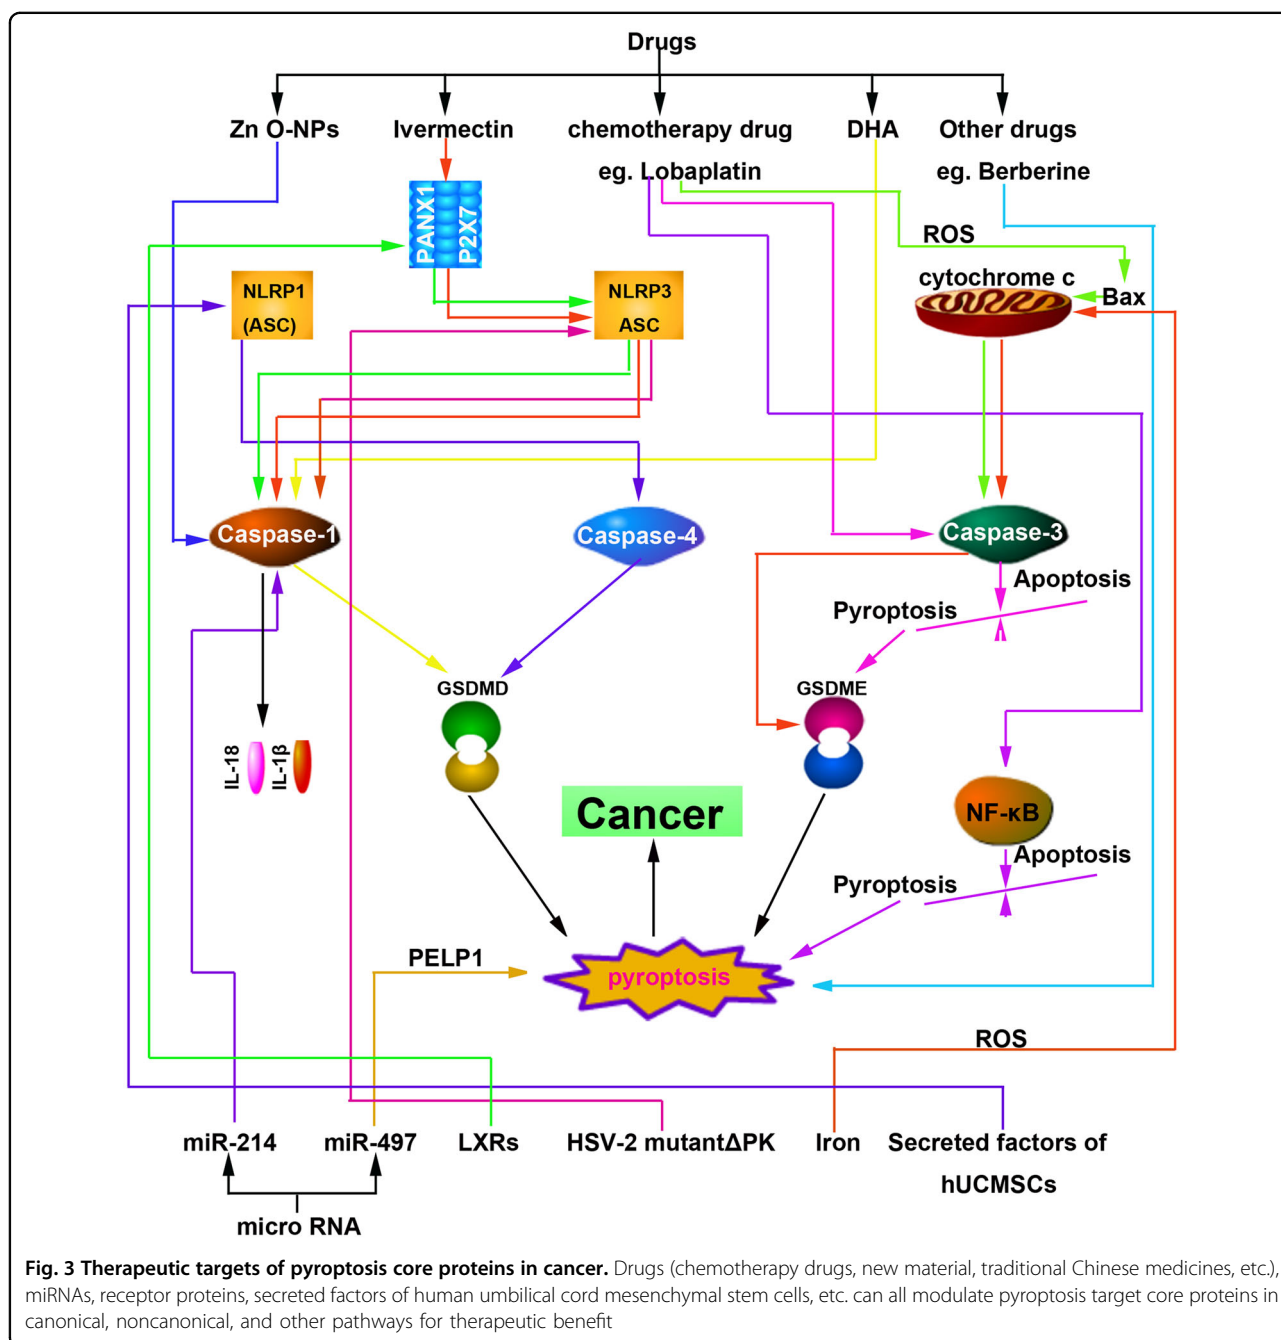 Drugs
Zn O-NPs
Ivermectin
chemotherapy drug
eg. Lobaplatin
DHA
Other drugs
eg. Berberine
PANX1
P2X7
ROS
cytochrome c
Bax
NLRP1
(ASC)
NLRP3
ASC
Caspase-1
Caspase-4
Caspase-3
Apoptosis
Pyroptosis
GSDMD
GSDME
IL-18
IL-1β
Cancer
NF-κB
Apoptosis
Pyroptosis
PELP1
pyroptosis
ROS
miR-214
miR-497
LXRs
HSV-2 mutantΔPK
Iron
Secreted factors of
hUCMSCs
micro RNA
Fig. 3 Therapeutic targets of pyroptosis core proteins in cancer. Drugs (chemotherapy drugs, new material, traditional Chinese medicines, etc.),
miRNAs, receptor proteins, secreted factors of human umbilical cord mesenchymal stem cells, etc. can all modulate pyroptosis target core proteins in
canonical, noncanonical, and other pathways for therapeutic benefit